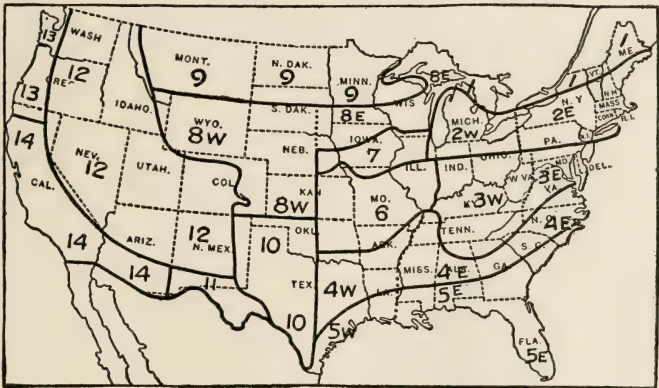 13 WASH
1 ME.
MONT. 9
N. DAK. 9
MINN. 9
8E
VT.
N.H.
ORE. 12
13
IDAHO.
WYO. 8W
S. DAK.
8E
WIS
MICH. 2W
N.Y 2E
MASS
CONN.
R.I.
14
NEV. 12
UTAH.
COL
NEB.
IOWA. 7
ILL.
IND.
OHIO.
PA.
N.J.
MD.
DEL.
CAL.
KAN 8W
MO. 6
K 3W
W VA.
3E VA.
14
ARIZ.
12 N. MEX.
OKL.
10
ARK.
TENN.
N. 4E
S. C.
14
11
TEX. 10
4W
LA.
MISS.
ALA. 4E
GA.
5W
5E
FLA. 5E